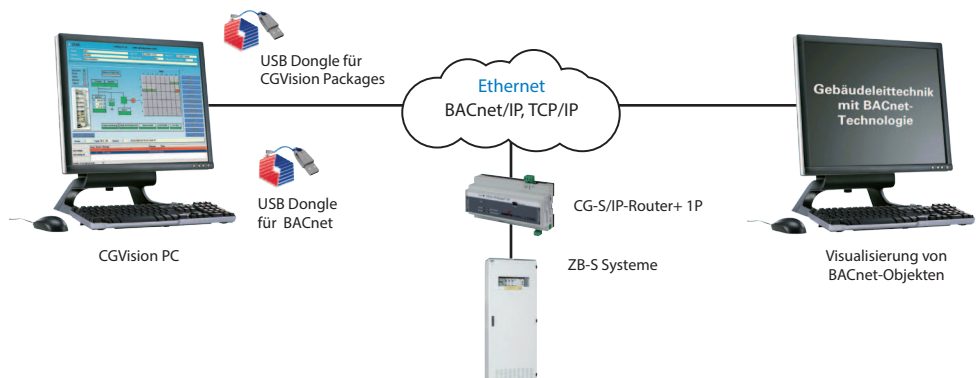 USB Dongle für
CGVision Packages
Ethernet
BACnet/IP, TCP/IP
Gebäudeleittechnik
mit BACnet-
Technologie
USB Dongle
für BACnet
CG-S/IP-Router+ 1P
CGVision PC
ZB-S Systeme
Visualisierung von
BACnet-Objekten